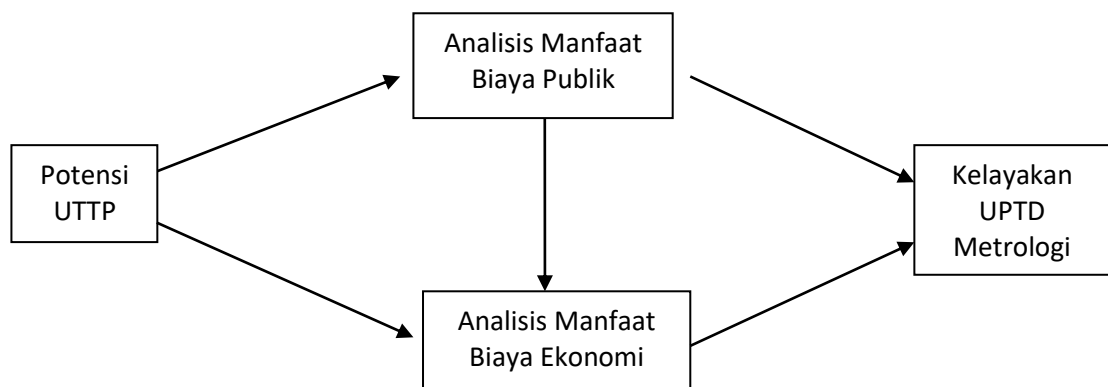 Analisis Manfaat
Biaya Publik
Potensi
UTTP
Kelayakan
UPTD
Metrologi
Analisis Manfaat
Biaya Ekonomi